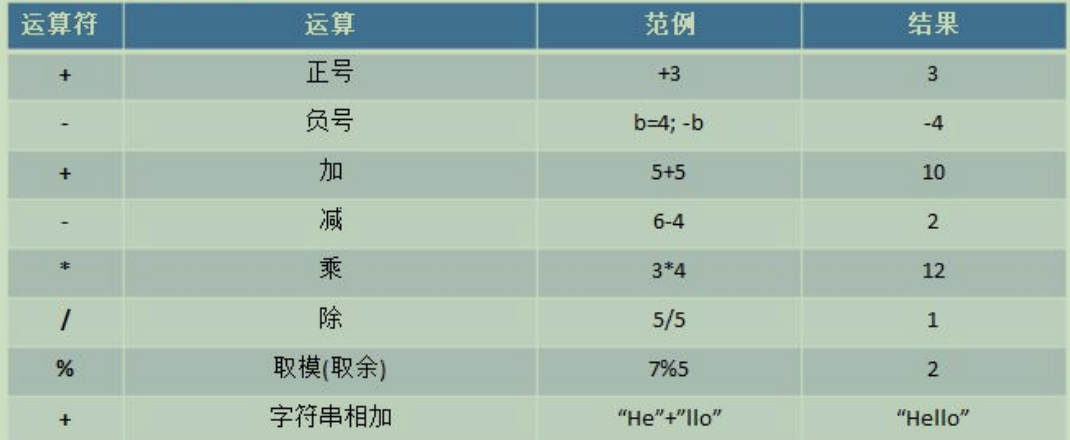 运算符 运算 范例 结果
+ 正号 +3 3
- 负号 b=4; -b -4
+ 加 5+5 10
- 减 6-4 2
* 乘 3*4 12
/ 除 5/5 1
% 取模(取余) 7%5 2
+ 字符串相加 “He”+”llo” “Hello”